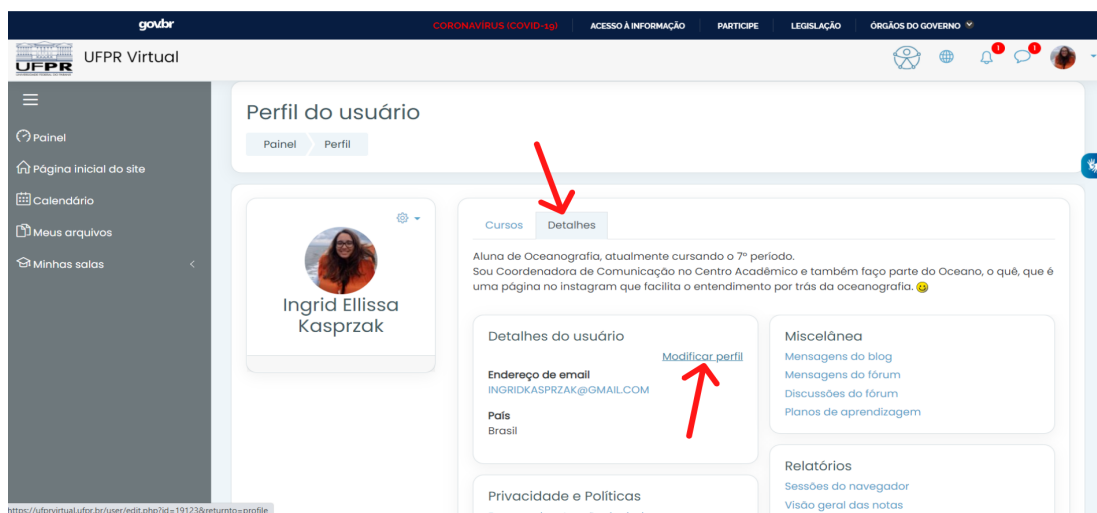 gov.br
CORONAVÍRUS (COVID-19)
ACESSO À INFORMAÇÃO
PARTICIPE
LEGISLAÇÃO
ÓRGÃOS DO GOVERNO
UFPR
UFPR Virtual
1
1
Painel
Página inicial do site
Calendário
Meus arquivos
Minhas salas
Perfil do usuário
Painel
Perfil
Ingrid Ellissa
Kasprzak
Cursos
Detalhes
Aluna de Oceanografia, atualmente cursando o 7º período.
Sou Coordenadora de Comunicação no Centro Acadêmico e também faço parte do Oceano, o quê, que é
uma página no instagram que facilita o entendimento por trás da oceanografia.
Detalhes do usuário
Modificar perfil
Endereço de email
INGRIDKASPRZAK@GMAIL.COM
País
Brasil
Privacidade e Políticas
Miscelânea
Mensagens do blog
Mensagens do fórum
Discussões do fórum
Planos de aprendizagem
Relatórios
Sessões do navegador
Visão geral das notas
https://ufprvirtual.ufpr.br/user/edit.php?id=19123&returnto=profile